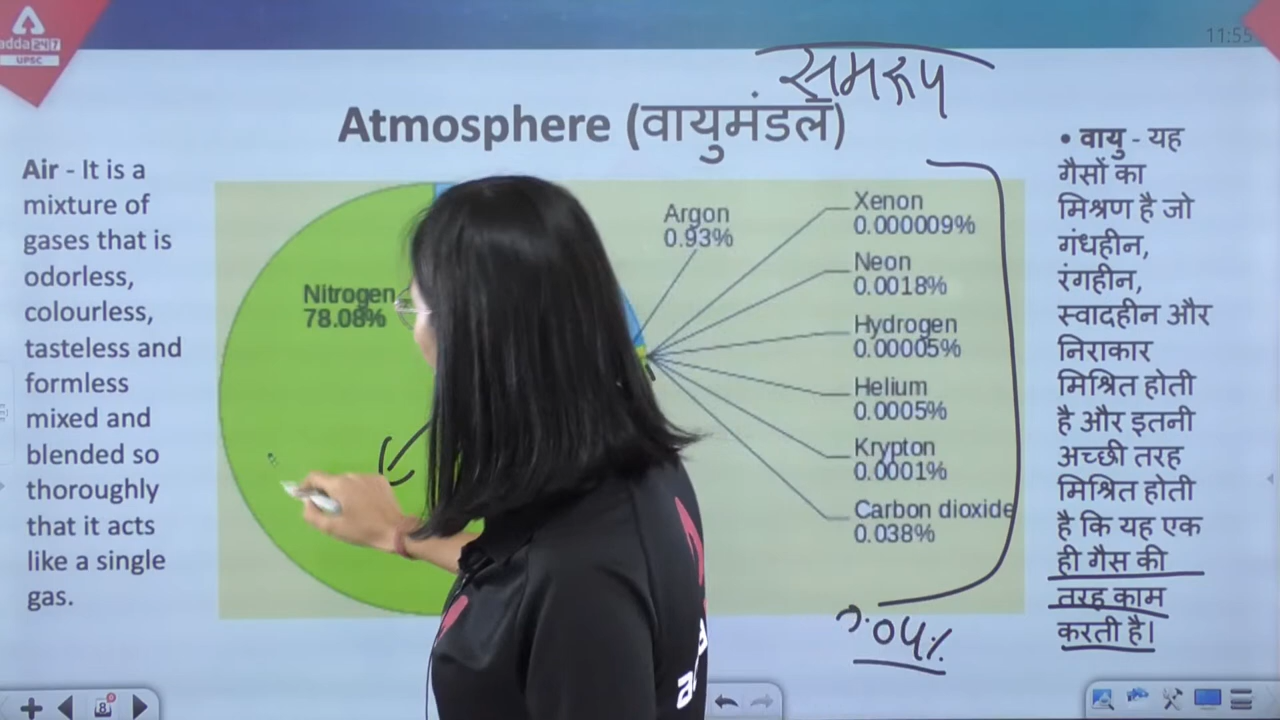 adda247
UPSC
11:55
समरूप
Atmosphere (वायुमंडल)
Air - It is a
mixture of
gases that is
odorless,
colourless,
tasteless and
formless
mixed and
blended so
thoroughly
that it acts
like a single
gas.
Nitrogen
78.08%
Argon
0.93%
Xenon
0.000009%
Neon
0.0018%
Hydrogen
0.00005%
Helium
0.0005%
Krypton
0.0001%
Carbon dioxide
0.038%
0.04%
• वायु - यह
गैसों का
मिश्रण है जो
गंधहीन,
रंगहीन,
स्वादहीन और
निराकार
मिश्रित होती
है और इतनी
अच्छी तरह
मिश्रित होती
है कि यह एक
ही गैस की
तरह काम
करती है।
8